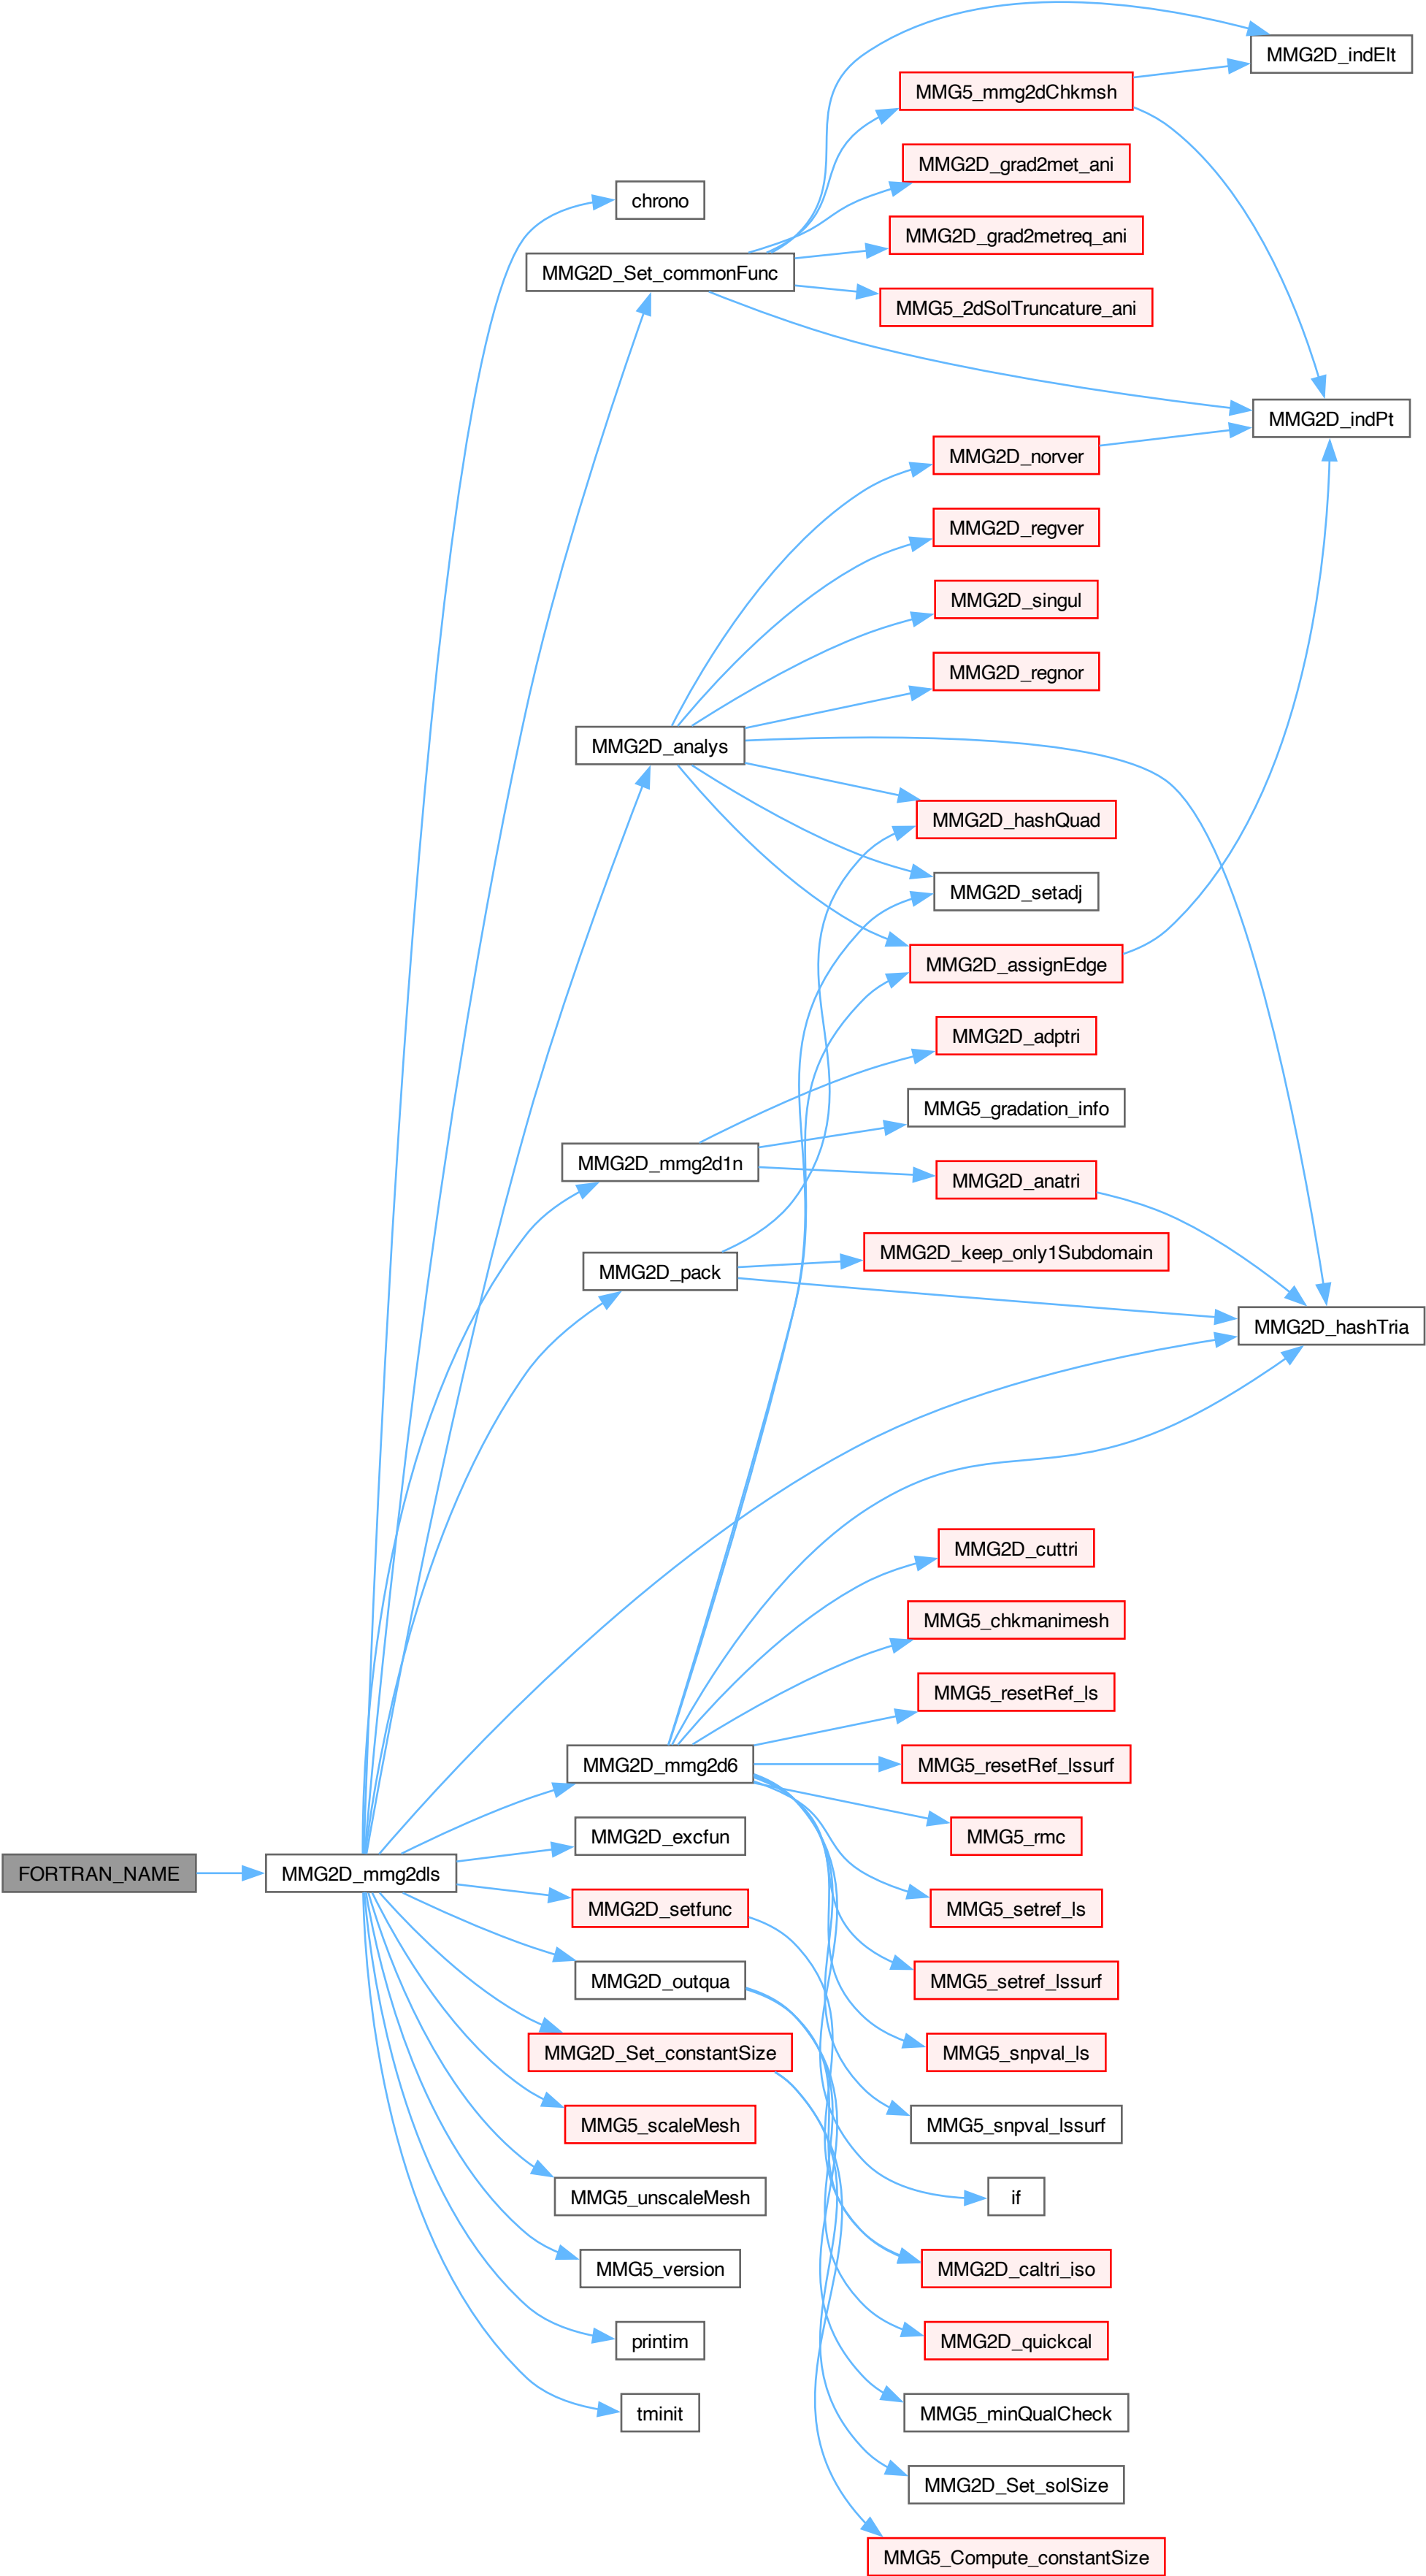 MMG2D_indElt
MMG5_mmg2dChkmsh
MMG2D_grad2met_ani
chrono
MMG2D_grad2metreq_ani
MMG2D_Set_commonFunc
MMG5_2dSolTruncature_ani
MMG2D_indPt
MMG2D_norver
MMG2D_regver
MMG2D_singul
MMG2D_regnor
MMG2D_analys
MMG2D_hashQuad
MMG2D_setadj
MMG2D_assignEdge
MMG2D_adptri
MMG5_gradation_info
MMG2D_mmg2d1n
MMG2D_anatri
MMG2D_keep_only1Subdomain
MMG2D_pack
MMG2D_hashTria
MMG2D_cuttri
MMG5_chkmanimesh
MMG5_resetRef_ls
MMG2D_mmg2d6
MMG5_resetRef_lssurf
MMG2D_excfun
MMG5_rmc
FORTRAN_NAME
MMG2D_mmg2dls
MMG2D_setfunc
MMG5_setref_ls
MMG2D_outqua
MMG5_setref_lssurf
MMG2D_Set_constantSize
MMG5_snpval_ls
MMG5_scaleMesh
MMG5_snpval_lssurf
MMG5_unscaleMesh
if
MMG5_version
MMG2D_caltri_iso
printim
MMG2D_quickcal
tminit
MMG5_minQualCheck
MMG2D_Set_solSize
MMG5_Compute_constantSize